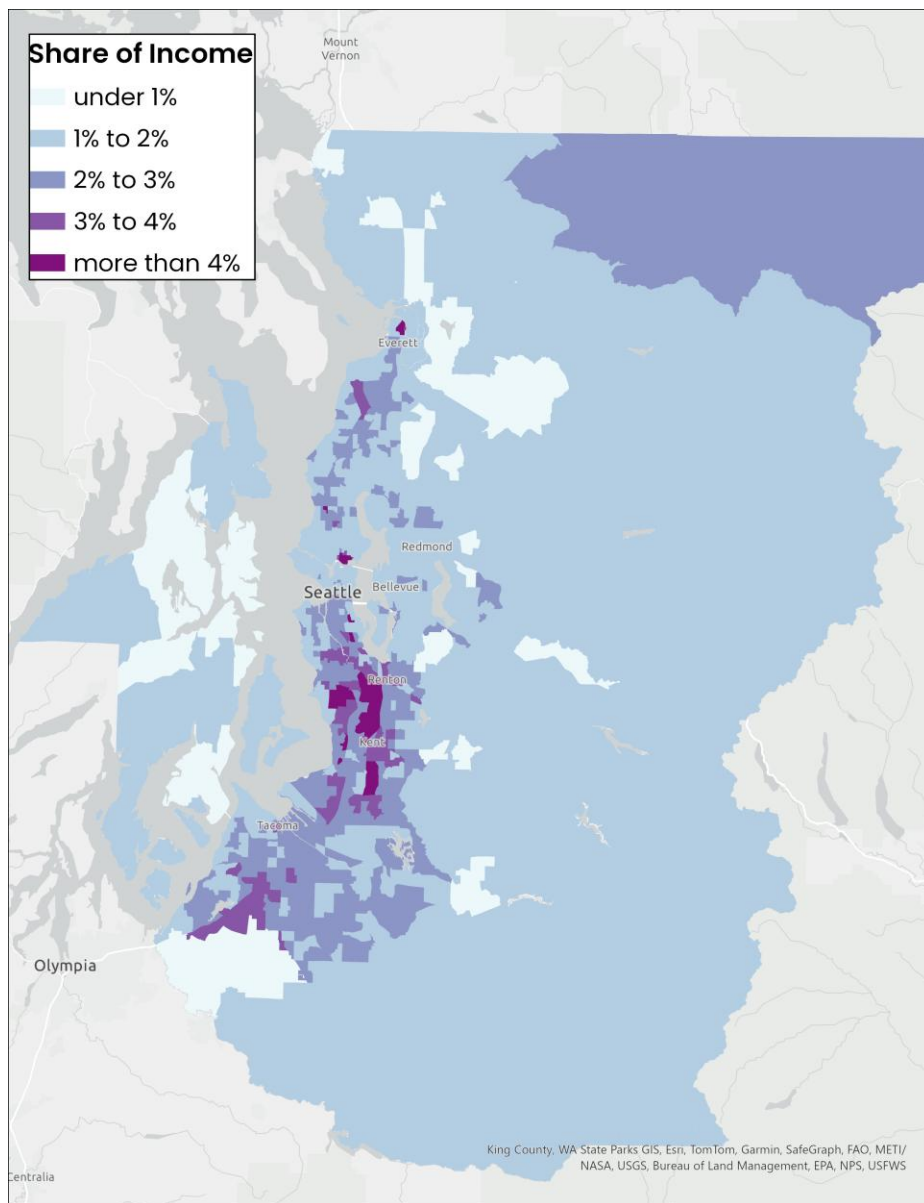 Share of Income
under 1%
1% to 2%
2% to 3%
3% to 4%
more than 4%
Mount
Vernon
Everett
Redmond
Seattle
Bellevue
Renton
Kent
Tacoma
Olympia
Centralia
King County, WA State Parks GIS, Esri, TomTom, Garmin, SafeGraph, FAO, METI/
NASA, USGS, Bureau of Land Management, EPA, NPS, USFWS